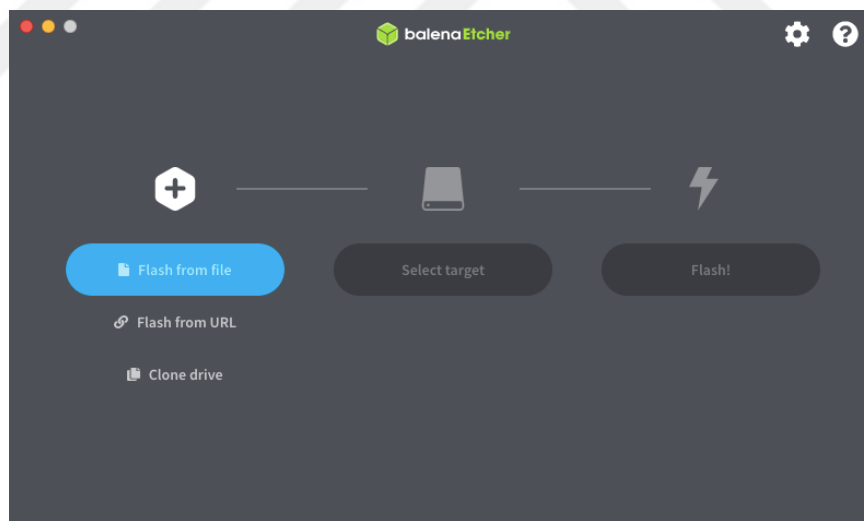 balenaEtcher
Flash from file
Select target
Flash!
Flash from URL
Clone drive